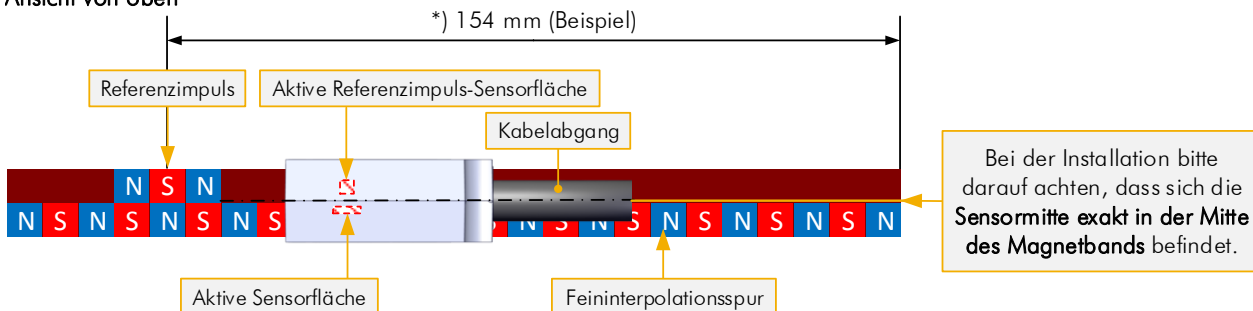 Ansicht von oben
*) 154 mm (Beispiel)
Referenzimpuls
Aktive Referenzimpuls-Sensorfläche
Kabelabgang
Bei der Installation bitte
darauf achten, dass sich die
Sensormitte exakt in der Mitte
des Magnetbands befindet.
N S N
N S N S N S N S
S N S N S N S N S N S N
Aktive Sensorfläche
Feininterpolationsspur